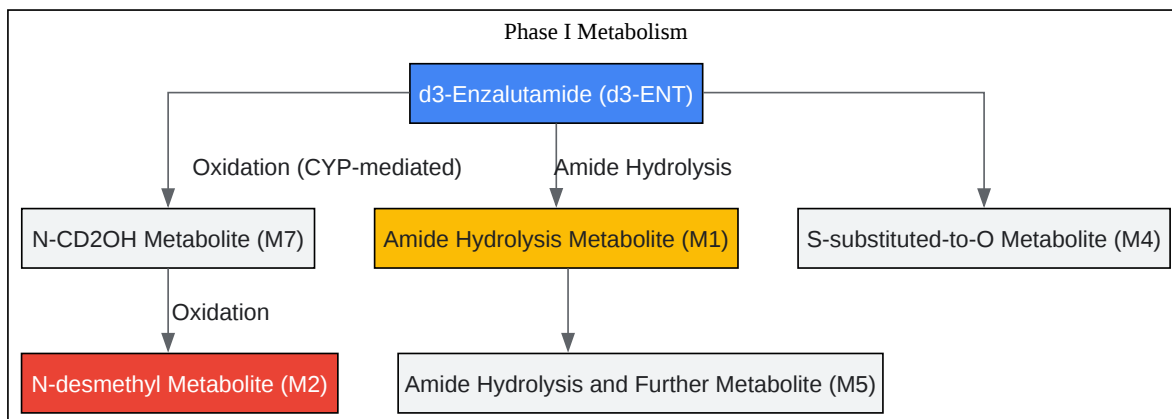 Phase I Metabolism
d3-Enzalutamide (d3-ENT)
Oxidation (CYP-mediated)
Amide Hydrolysis
N-CD2OH Metabolite (M7)
Amide Hydrolysis Metabolite (M1)
S-substituted-to-O Metabolite (M4)
Oxidation
N-desmethyl Metabolite (M2)
Amide Hydrolysis and Further Metabolite (M5)